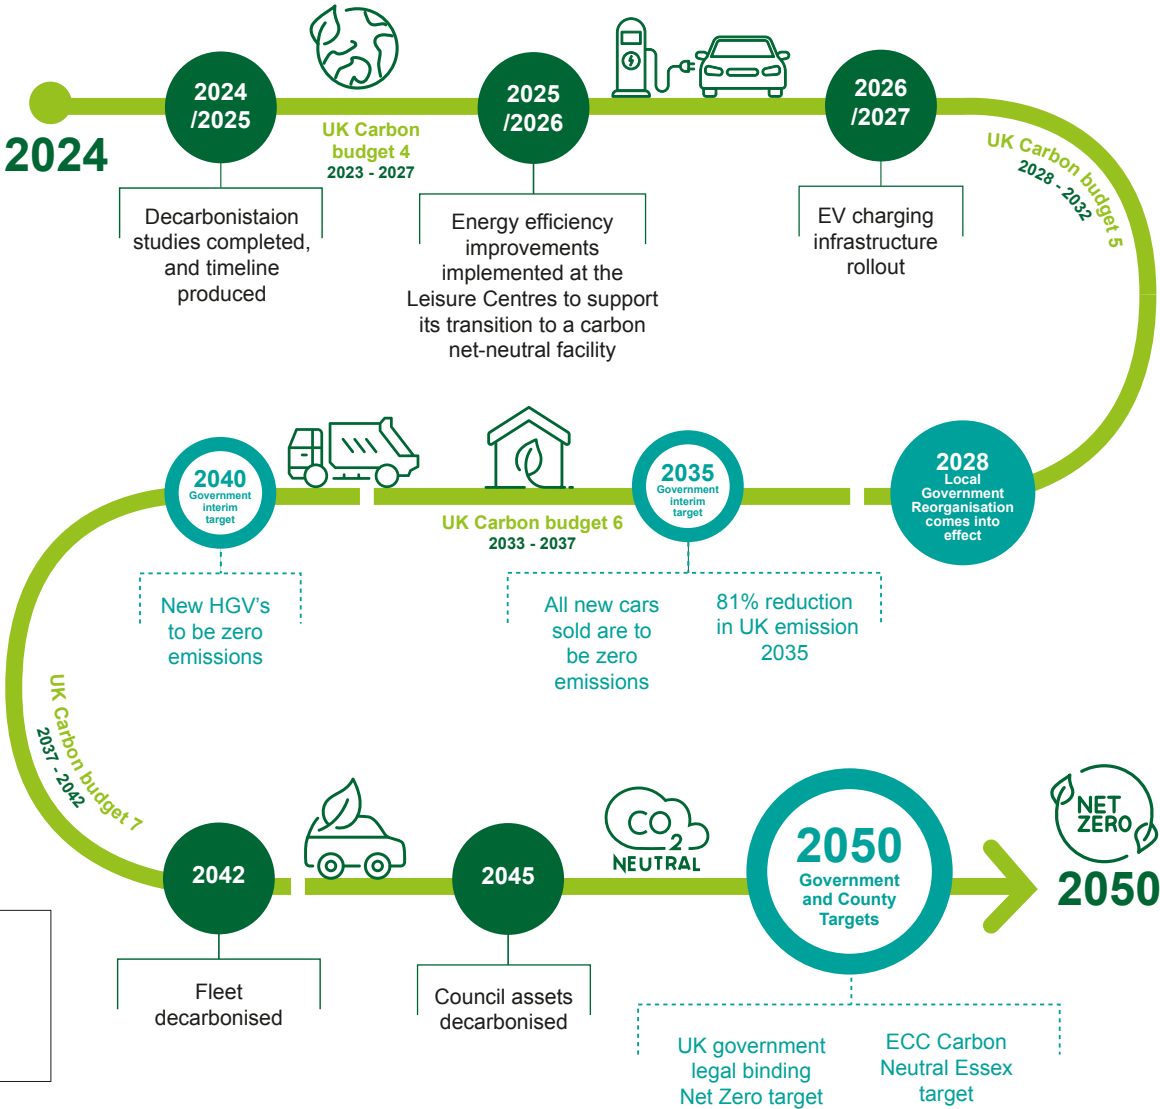 2024
2024
/2025
Decarbonistaion
studies completed,
and timeline
produced
UK Carbon
budget 4
2023 - 2027
2025
/2026
Energy efficiency
improvements
implemented at the
Leisure Centres to support
its transition to a carbon
net-neutral facility
2026
/2027
EV charging
infrastructure
rollout
UK Carbon budget 5
2028 - 2032
2028
Local
Government
Reorganisation
comes into
effect
2035
Government
interim
target
All new cars
sold are to
be zero
emissions
81% reduction
in UK emission
2035
UK Carbon budget 6
2033 - 2037
2040
Government
interim
target
New HGV's
to be zero
emissions
UK Carbon budget 7
2037 - 2042
2042
Fleet
decarbonised
2045
Council assets
decarbonised
CO2
NEUTRAL
2050
Government
and County
Targets
UK government
legal binding
Net Zero target
ECC Carbon
Neutral Essex
target
NET
ZERO
2050